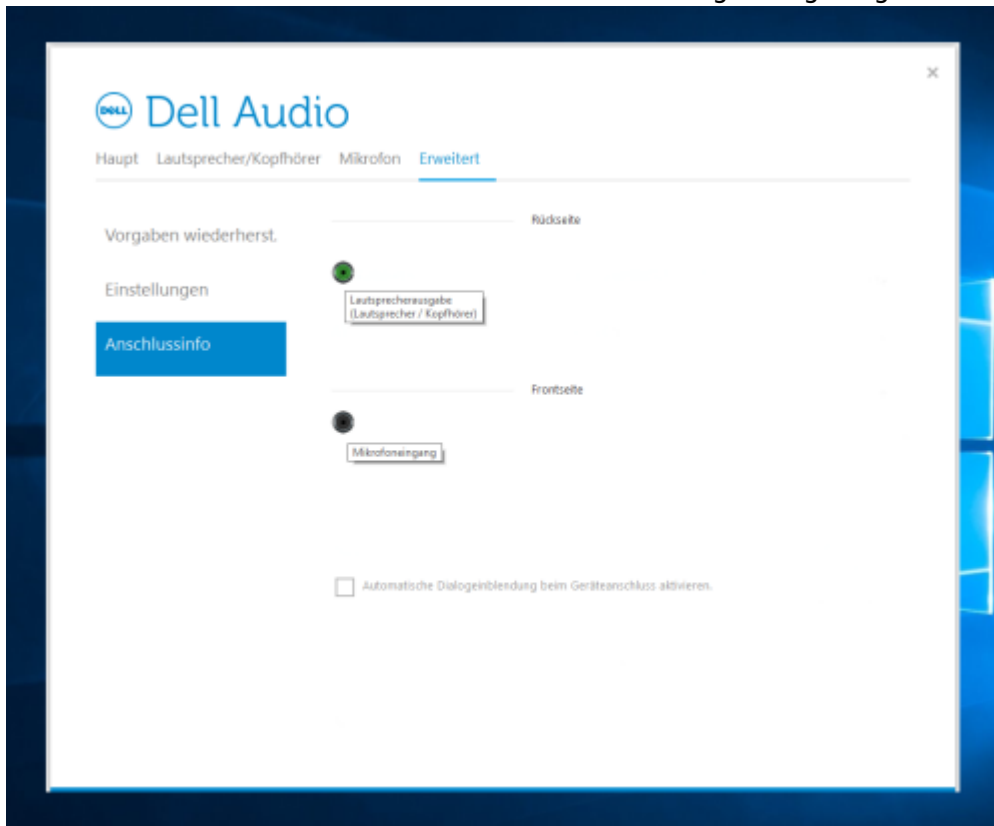 DELL Dell Audio
Haupt Lautsprecher/Kopfhörer Mikrofon Erweitert
Vorgaben wiederherst.
Einstellungen
Anschlussinfo
Rückseite
Lautsprecherausgabe
(Lautsprecher / Kopfhörer)
Frontseite
Mikrofoneingang
Automatische Dialogeinblendung beim Geräteanschluss aktivieren.